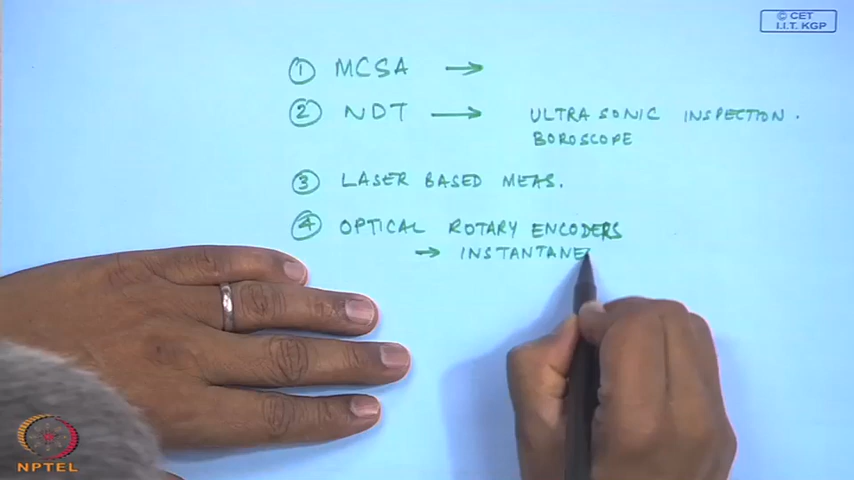 © CET
I.I.T. KGP
① MCSA →
② NDT → ULTRA SONIC INSPECTION.
BOROSCOPE
③ LASER BASED MEAS.
④ OPTICAL ROTARY ENCODERS
→ INSTANTANE
NPTEL